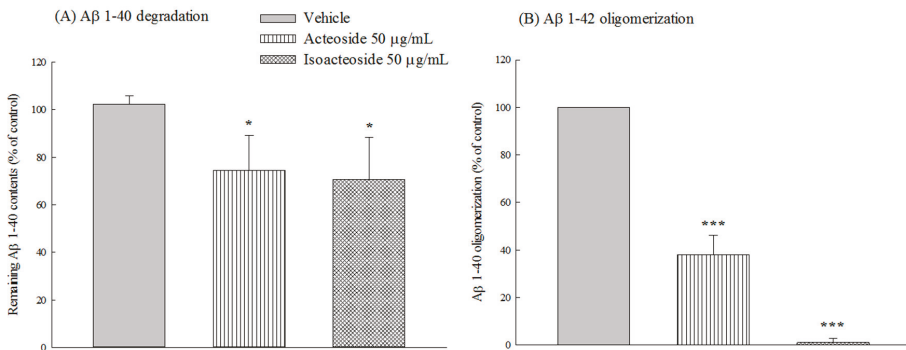 (A) Aβ 1-40 degradation
Vehicle
Acteoside 50 μg/mL
Isoacteoside 50 μg/mL
Remaining Aβ 1-40 contents (% of control)
120
100
80
60
40
20
0
*
*
(B) Aβ 1-42 oligomerization
Aβ 1-40 oligomerization (% of control)
120
100
80
60
40
20
0
***
***